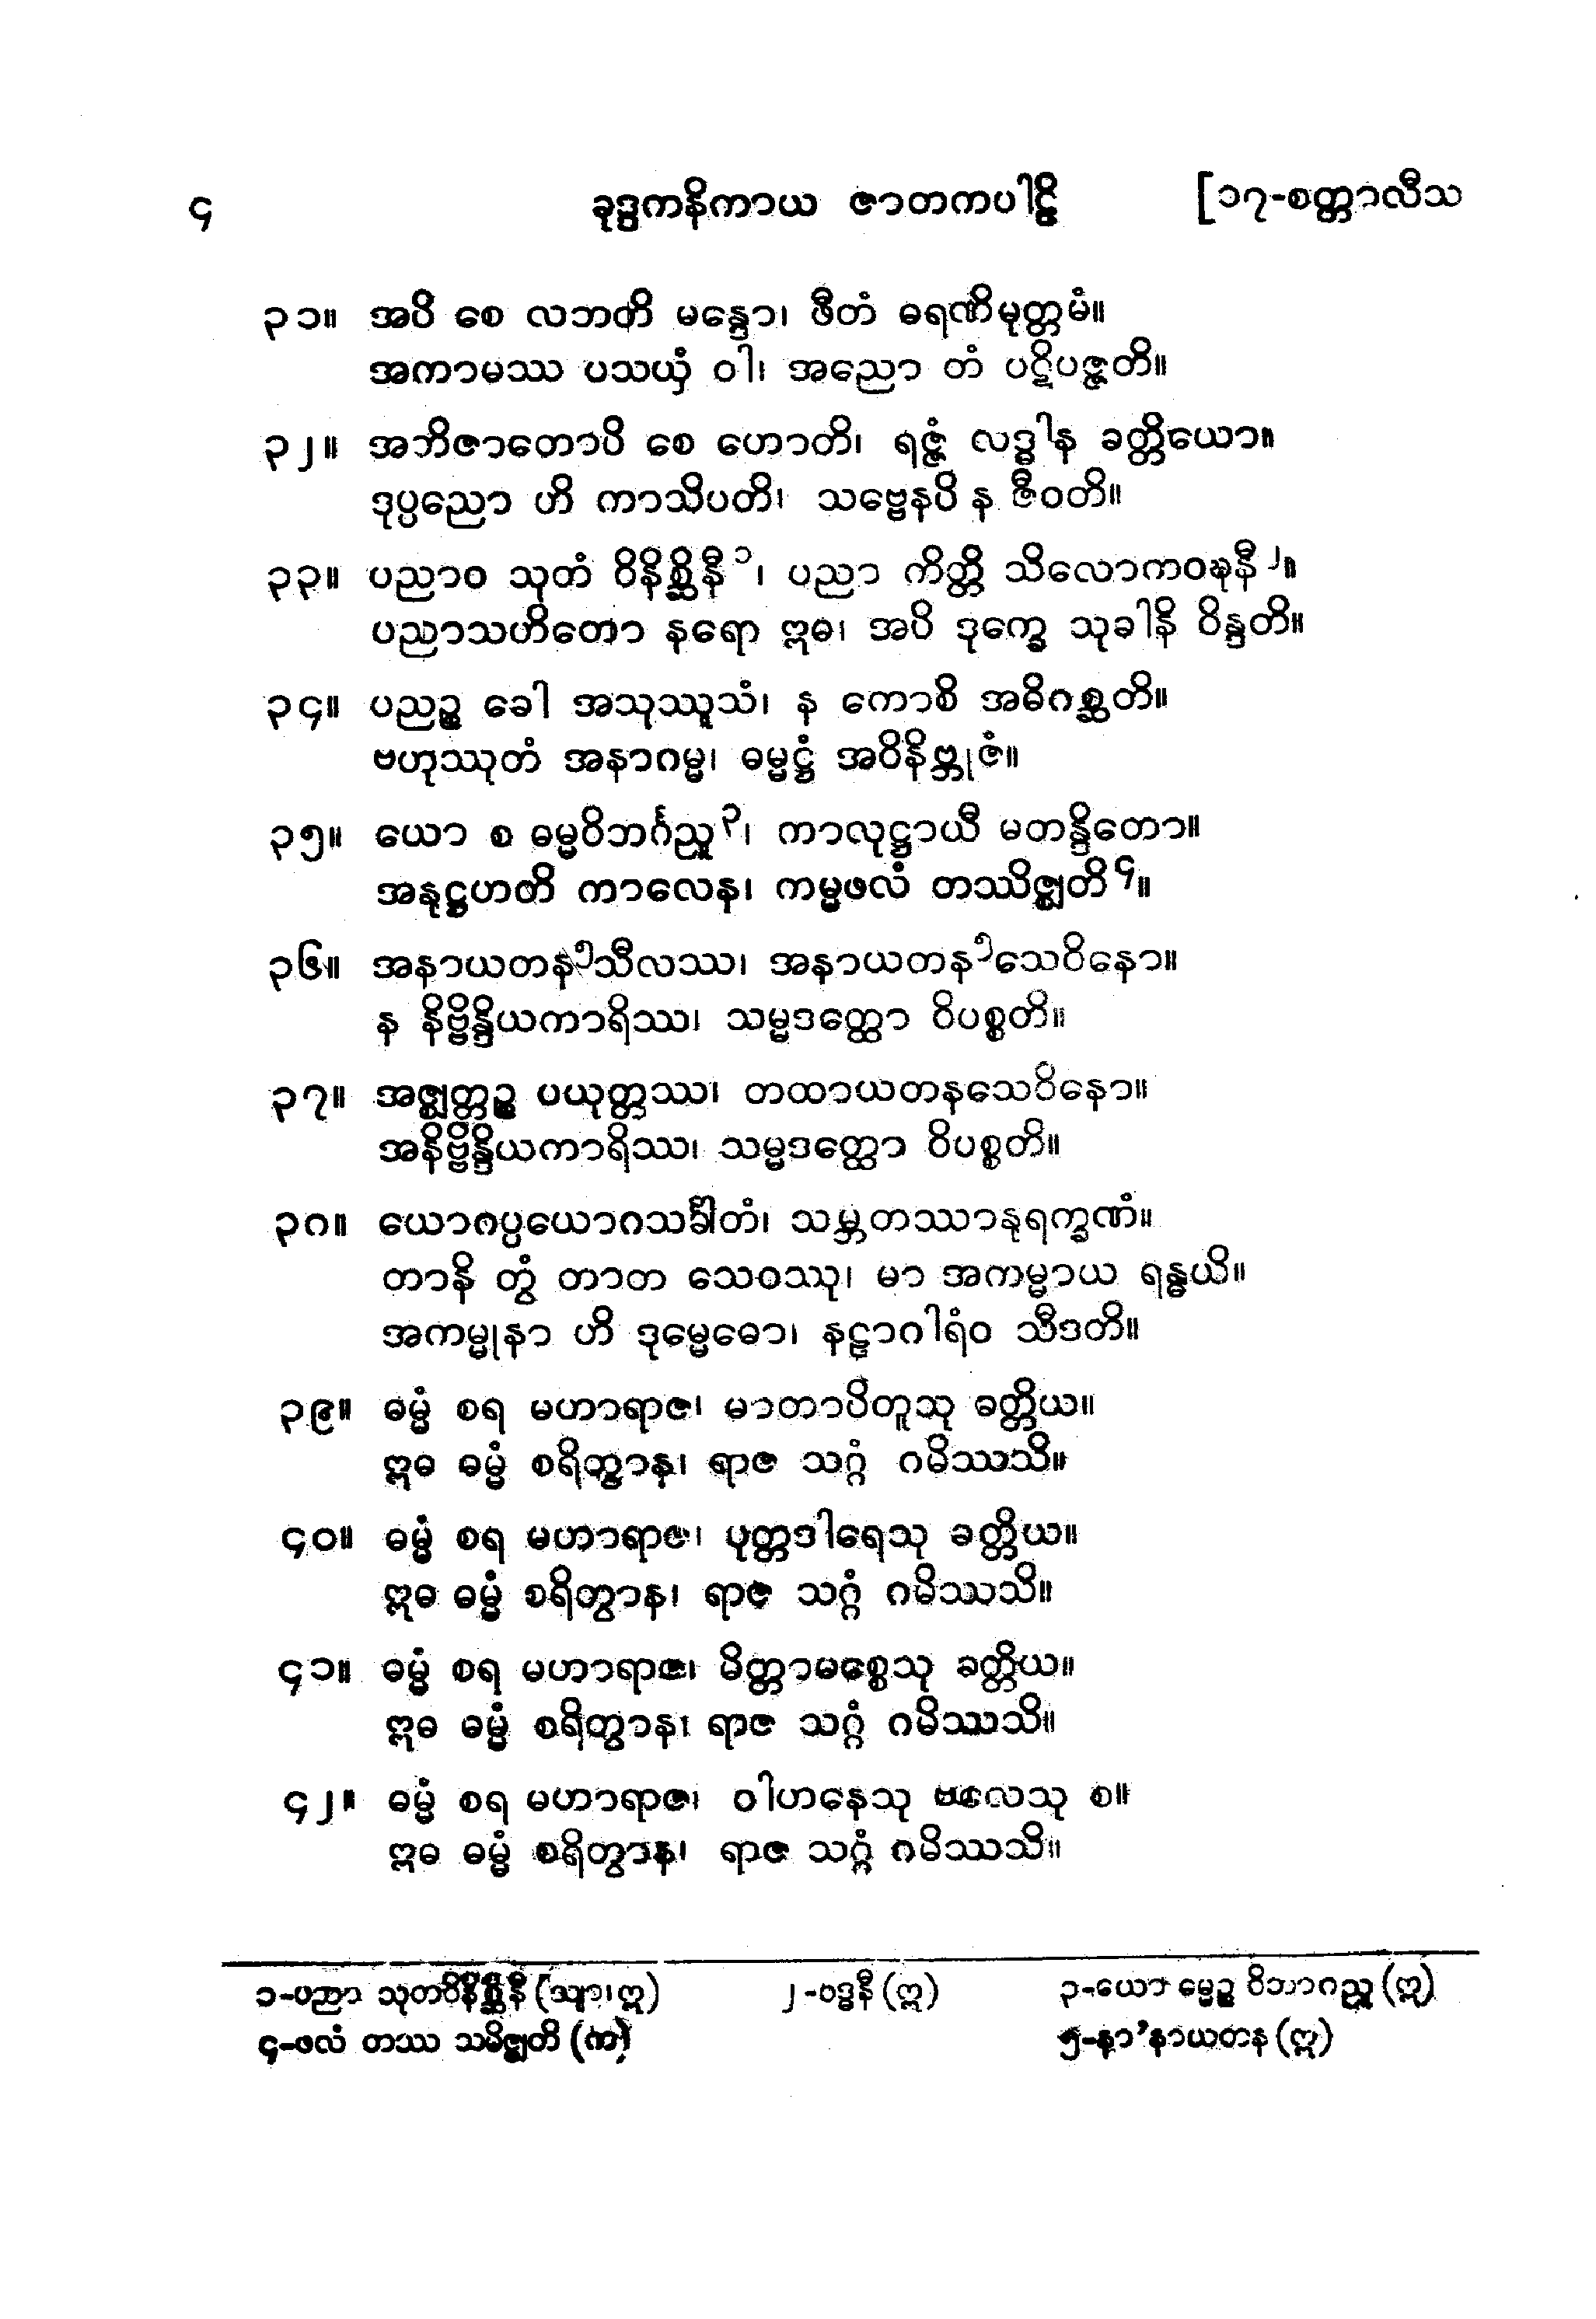 ၄ ခုဒ္ဒကနိကာယ ဇာတကပါဠိ [၁၇-စတ္တာလီသ
၃၁။ အပိ စေ လဘတိ မန္ဒော၊ ဖီတံ ဓရဏိမုတ္တမံ။
အကာမဿ ပသယှံ ဝါ၊ အညော တံ ပဋိပဇ္ဇတိ။
၃၂။ အဘိဇာတောပိ စေ ဟောတိ၊ ရဇ္ဇံ လဒ္ဓါန ခတ္တိယော။
ဒုပ္ပညော ဟိ ကာသိပတိ၊ သဗ္ဗေနပိ န ဇီဝတိ။
၃၃။ ပညာဝ သုတံ ဝိနိစ္ဆိနီ ၁၊ ပညာ ကိတ္တိ သိလောကဝဍ္ဎနီ ၂။
ပညာသဟိတော နရော ဣဓ၊ အပိ ဒုက္ခေ သုခါနိ ဝိန္ဒတိ။
၃၄။ ပညဉ္စ ခေါ အသုဿူသံ၊ န ကောစိ အဓိဂစ္ဆတိ။
ဗဟုဿုတံ အနာဂမ္မ၊ ဓမ္မဋ္ဌံ အဝိနိဗ္ဘုဇံ။
၃၅။ ယော စ ဓမ္မဝိဘင်္ဂညူ ၃၊ ကာလုဋ္ဌာယီ မတန္ဒိတော။
အနုဋ္ဌဟတိ ကာလေန၊ ကမ္မဖလံ တဿိဇ္ဈတိ ၄။
၃၆။ အနာယတန ၅သီလဿ၊ အနာယတန ၁သေဝိနော။
န နိဗ္ဗိန္ဒိယကာရိဿ၊ သမ္မဒတ္ထော ဝိပစ္စတိ။
၃၇။ အဇ္ဈတ္တဉ္စ ပယုတ္တဿ၊ တထာယတနသေဝိနော။
အနိဗ္ဗိန္ဒိယကာရိဿ၊ သမ္မဒတ္ထော ဝိပစ္စတိ။
၃၈။ ယောဂပ္ပယောဂသင်္ခါတံ၊ သမ္ဘတဿာနုရက္ခဏံ။
တာနိ တွံ တာတ သေဝဿု၊ မာ အကမ္မာယ ရန္ဓယိ။
အကမ္မုနာ ဟိ ဒုမ္မေဓော၊ နဠာဂါရံဝ သီဒတိ။
၃၉။ ဓမ္မံ စရ မဟာရာဇ၊ မာတာပိတူသု ခတ္တိယ။
ဣဓ ဓမ္မံ စရိတွာန၊ ရာဇ သဂ္ဂံ ဂမိဿသိ။
၄၀။ ဓမ္မံ စရ မဟာရာဇ၊ ပုတ္တဒါရေသု ခတ္တိယ။
ဣဓ ဓမ္မံ စရိတွာန၊ ရာဇ သဂ္ဂံ ဂမိဿသိ။
၄၁။ ဓမ္မံ စရ မဟာရာဇ၊ မိတ္တာမစ္စေသု ခတ္တိယ။
ဣဓ ဓမ္မံ စရိတွာန၊ ရာဇ သဂ္ဂံ ဂမိဿသိ။
၄၂။ ဓမ္မံ စရ မဟာရာဇ၊ ဝါဟနေသု ဗလေသု စ။
ဣဓ ဓမ္မံ စရိတွာန၊ ရာဇ သဂ္ဂံ ဂမိဿသိ။
၁-ပညာ သုတဝိနိစ္ဆိနီ (သျာ၊ဣ) ၂-ဝဒ္ဓနီ (ဣ) ၃-ယော ဓမ္မဉ္စ ဝိဘာဂညူ (ဣ)
၄-ဖလံ တဿ သမိဇ္ဈတိ (က) ၅-နာ’နာယတန (ဣ)